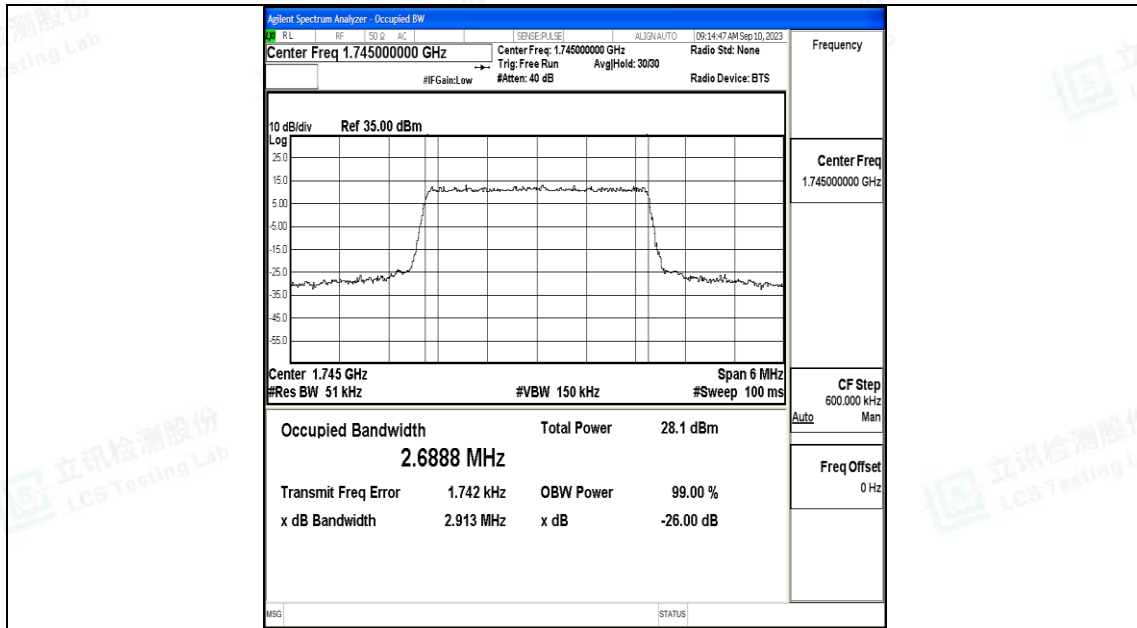 Agilent Spectrum Analyzer - Occupied BW
LXI RL RF 50 Ω AC SENSE:PULSE ALIGN AUTO 09:14:47 AM Sep 10, 2023
Center Freq 1.745000000 GHz
Center Freq: 1.745000000 GHz
Radio Std: None
Trig: Free Run Avg|Hold: 30/30
#IFGain:Low
#Atten: 40 dB
Radio Device: BTS
Frequency
10 dB/div Ref 35.00 dBm
Log
25.0
15.0
5.00
-5.00
-15.0
-25.0
-35.0
-45.0
-55.0
Center 1.745 GHz Span 6 MHz
#Res BW 51 kHz #VBW 150 kHz #Sweep 100 ms
Occupied Bandwidth Total Power 28.1 dBm
2.6888 MHz
Transmit Freq Error 1.742 kHz OBW Power 99.00 %
x dB Bandwidth 2.913 MHz x dB -26.00 dB
Center Freq
1.745000000 GHz
CF Step
600.000 kHz
Auto Man
Freq Offset
0 Hz
MSG STATUS
立讯检测股份
LCS Testing Lab
立讯检测股份